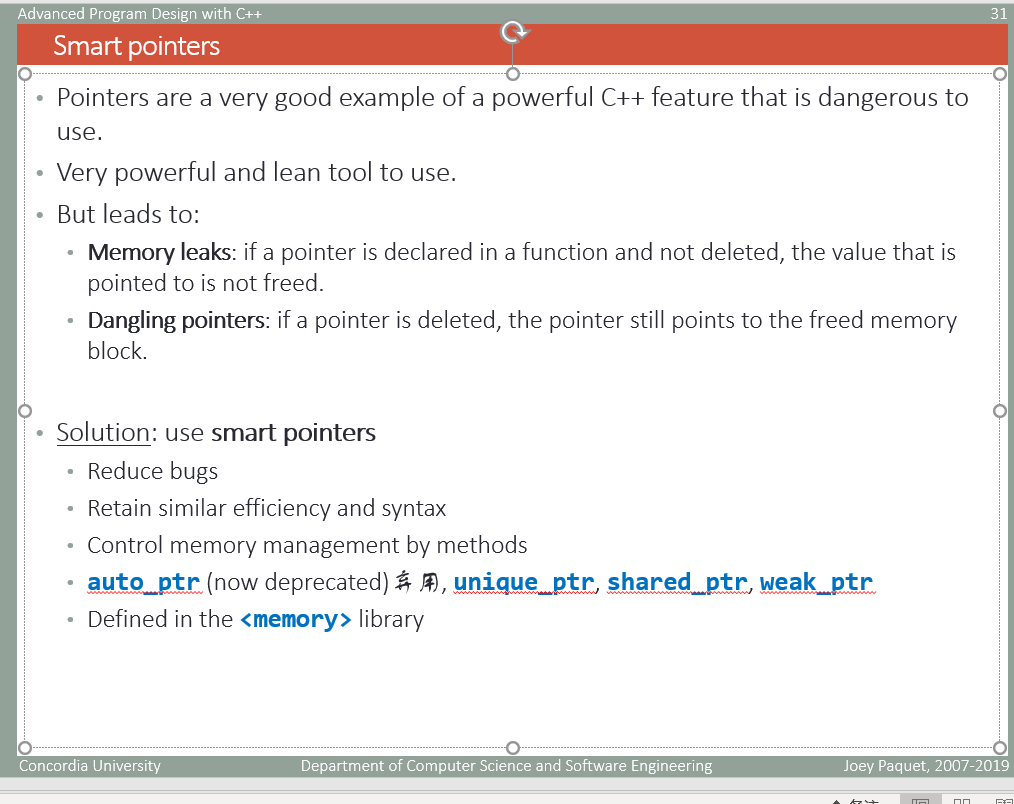 Advanced Program Design with C++
31
Smart pointers
• Pointers are a very good example of a powerful C++ feature that is dangerous to
use.
• Very powerful and lean tool to use.
• But leads to:
• Memory leaks: if a pointer is declared in a function and not deleted, the value that is
pointed to is not freed.
• Dangling pointers: if a pointer is deleted, the pointer still points to the freed memory
block.
• Solution: use smart pointers
• Reduce bugs
• Retain similar efficiency and syntax
• Control memory management by methods
• auto_ptr (now deprecated)弃用, unique_ptr, shared_ptr, weak_ptr
• Defined in the <memory> library
Concordia University
Department of Computer Science and Software Engineering
Joey Paquet, 2007-2019